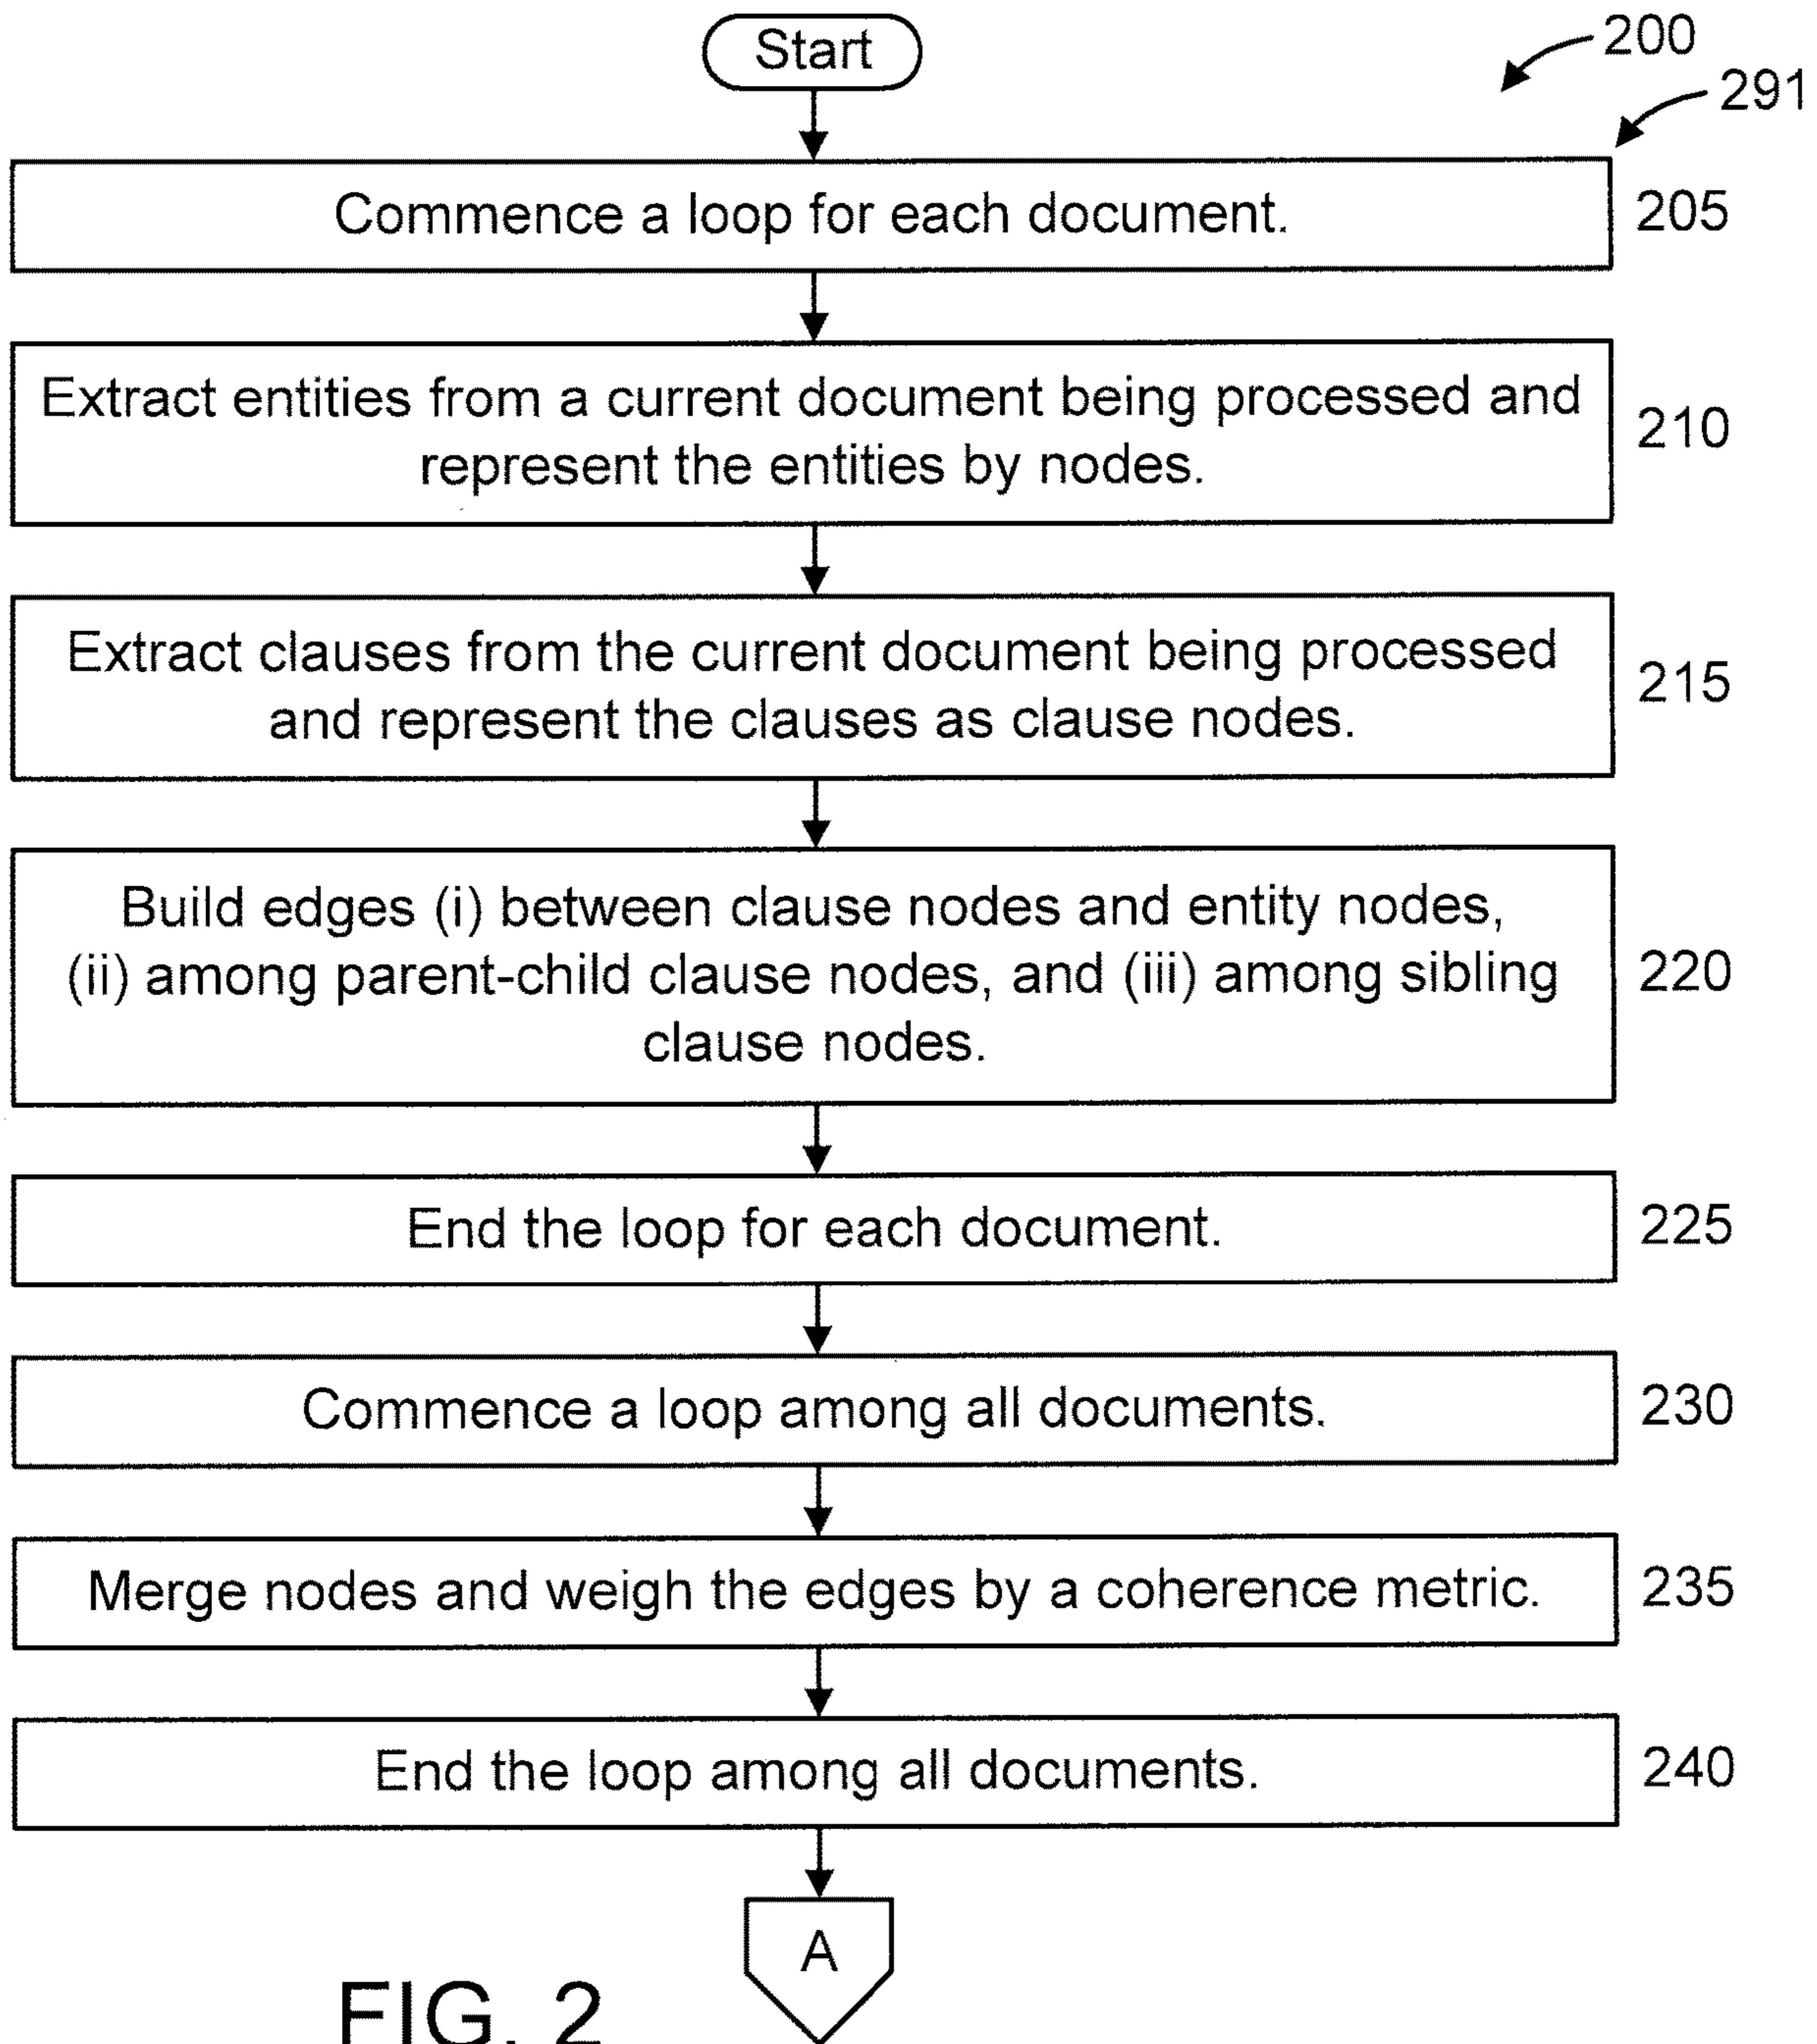 Start
200
291
Commence a loop for each document.
205
Extract entities from a current document being processed and
represent the entities by nodes.
210
Extract clauses from the current document being processed
and represent the clauses as clause nodes.
215
Build edges (i) between clause nodes and entity nodes,
(ii) among parent-child clause nodes, and (iii) among sibling
clause nodes.
220
End the loop for each document.
225
Commence a loop among all documents.
230
Merge nodes and weigh the edges by a coherence metric.
235
End the loop among all documents.
240
A
FIG. 2